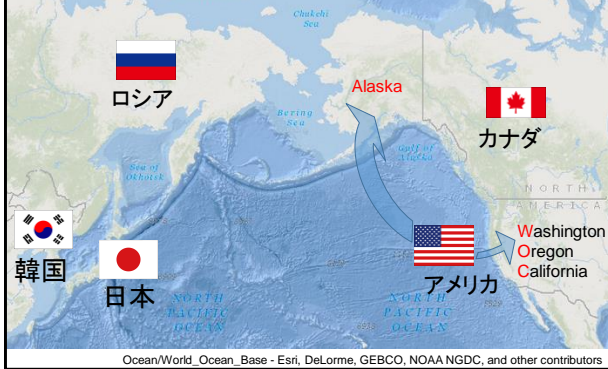 Chukchi
Sea
ロシア
Alaska
カナダ
Bering
Sea
Gulf of
Alaska
Sea of
Okhotsk
NORTH
AMERICA
韓国
日本
アメリカ
Washington
Oregon
California
NORTH
PACIFIC
OCEAN
NORTH
PACIFIC
OCEAN
Ocean/World_Ocean_Base - Esri, DeLorme, GEBCO, NOAA NGDC, and other contributors